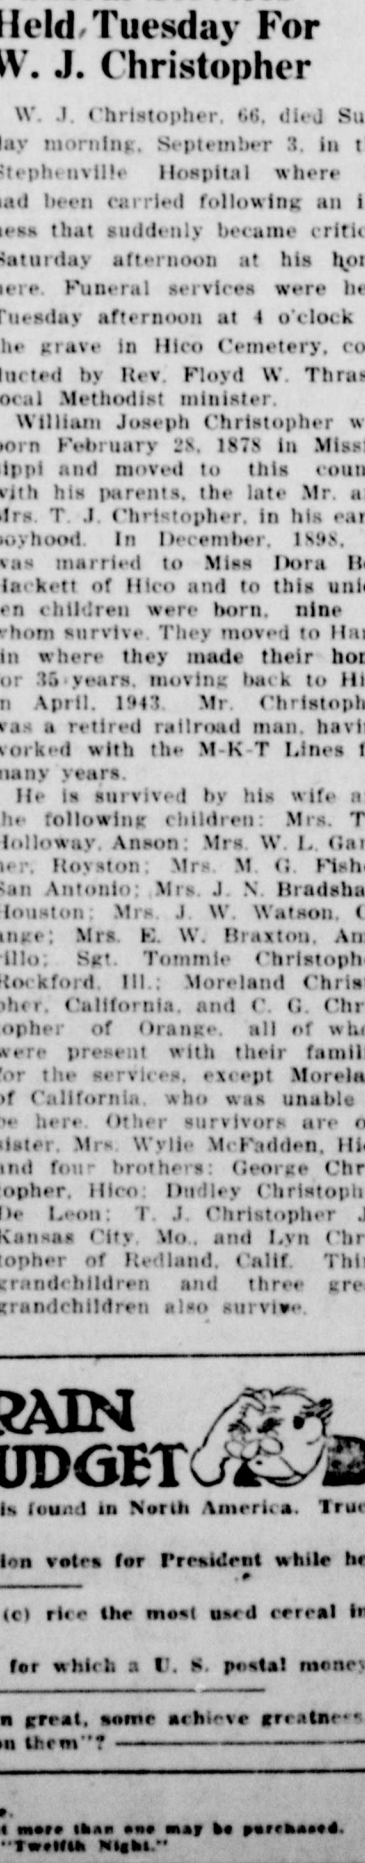 Held Tuesday For
W. J. Christopher
W. J. Christopher, 66, died Su
day morning, September 3, in t
Stephenville Hospital where
had been carried following an i
ness that suddenly became critic
Saturday afternoon at his hom
here. Funeral services were he
Tuesday afternoon at 4 o'clock
the grave in Hico Cemetery, co
ducted by Rev. Floyd W. Thras
local Methodist minister.
William Joseph Christopher w
born February 28, 1878 in Miss
sippi and moved to this coun
with his parents, the late Mr. a
Mrs. T. J. Christopher, in his ear
boyhood. In December, 1898,
was married to Miss Dora B
Hackett of Hico and to this uni
ten children were born, nine
whom survive. They moved to Ha
lin where they made their hom
for 35 years, moving back to Hi
in April, 1943. Mr. Christoph
was a retired railroad man, havi
worked with the M-K-T Lines f
many years.
He is survived by his wife a
the following children: Mrs. T
Holloway, Anson; Mrs. W. L. Gar
ner, Royston; Mrs. M. G. Fish
San Antonio; Mrs. J. N. Bradsha
Houston; Mrs. J. W. Watson, O
ange; Mrs. E. W. Braxton, Am
rillo; Sgt. Tommie Christoph
Rockford, Ill.; Moreland Chris
pher, California, and C. G. Chr
topher of Orange, all of who
were present with their famil
for the services, except Morela
of California, who was unable
be here. Other survivors are o
sister, Mrs. Wylie McFadden, Hi
and four brothers: George Chr
topher, Hico; Dudley Christoph
De Leon; T. J. Christopher J
Kansas City, Mo., and Lyn Chr
topher of Redland, Calif. Thi
grandchildren and three gre
grandchildren also survive.
RAIN
UDGET
is found in North America. True
ion votes for President while he
(c) rice the most used cereal in
for which a U. S. postal money
n great, some achieve greatness
on them"?
t more than one may be purchased.
"Twelfth Night."